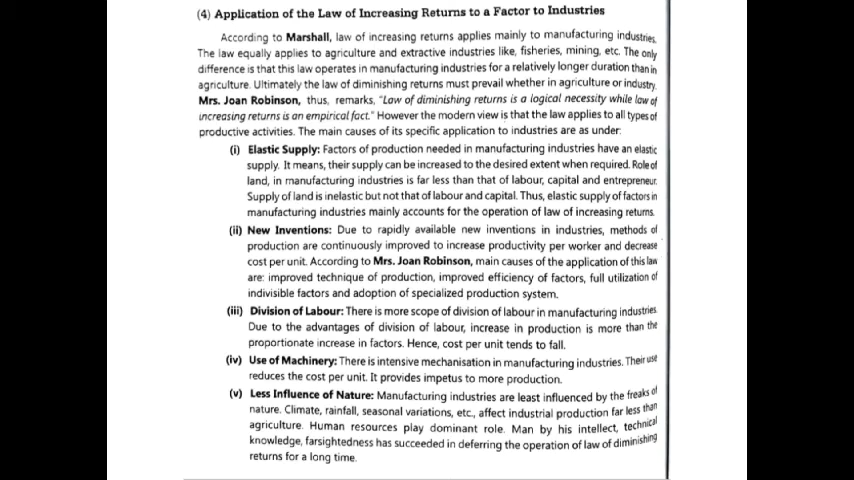 (4) Application of the Law of Increasing Returns to a Factor to Industries
According to Marshall, law of increasing returns applies mainly to manufacturing industries.
The law equally applies to agriculture and extractive industries like, fisheries, mining, etc. The only
difference is that this law operates in manufacturing industries for a relatively longer duration than in
agriculture. Ultimately the law of diminishing returns must prevail whether in agriculture or industry.
Mrs. Joan Robinson, thus, remarks, "Law of diminishing returns is a logical necessity while law of
increasing returns is an empirical fact." However the modern view is that the law applies to all types of
productive activities. The main causes of its specific application to industries are as under:
(i) Elastic Supply: Factors of production needed in manufacturing industries have an elastic
supply. It means, their supply can be increased to the desired extent when required. Role of
land, in manufacturing industries is far less than that of labour, capital and entrepreneur.
Supply of land is inelastic but not that of labour and capital. Thus, elastic supply of factors in
manufacturing industries mainly accounts for the operation of law of increasing returns.
(ii) New Inventions: Due to rapidly available new inventions in industries, methods of
production are continuously improved to increase productivity per worker and decrease
cost per unit. According to Mrs. Joan Robinson, main causes of the application of this law
are: improved technique of production, improved efficiency of factors, full utilization of
indivisible factors and adoption of specialized production system.
(iii) Division of Labour: There is more scope of division of labour in manufacturing industries.
Due to the advantages of division of labour, increase in production is more than the
proportionate increase in factors. Hence, cost per unit tends to fall.
(iv) Use of Machinery: There is intensive mechanisation in manufacturing industries. Their use
reduces the cost per unit. It provides impetus to more production.
(v) Less Influence of Nature: Manufacturing industries are least influenced by the freaks of
nature. Climate, rainfall, seasonal variations, etc., affect industrial production far less than
agriculture. Human resources play dominant role. Man by his intellect, technical
knowledge, farsightedness has succeeded in deferring the operation of law of diminishing
returns for a long time.